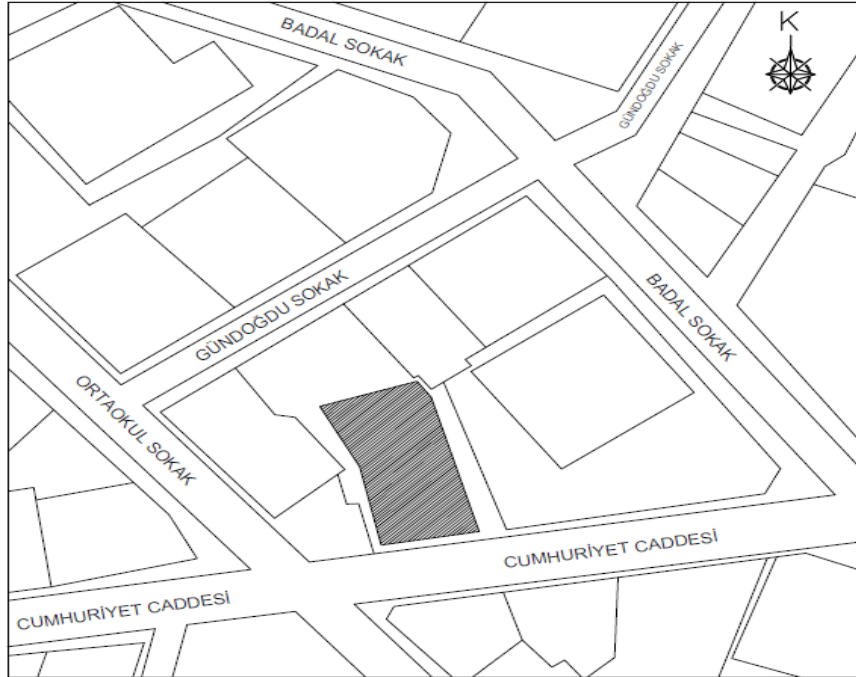 BADAL SOKAK
K
GÜNDOĞDU SOKAK
GÜNDOĞDU SOKAK
BADAL SOKAK
ORTAOKUL SOKAK
CUMHURİYET CADDESİ
CUMHURİYET CADDESİ